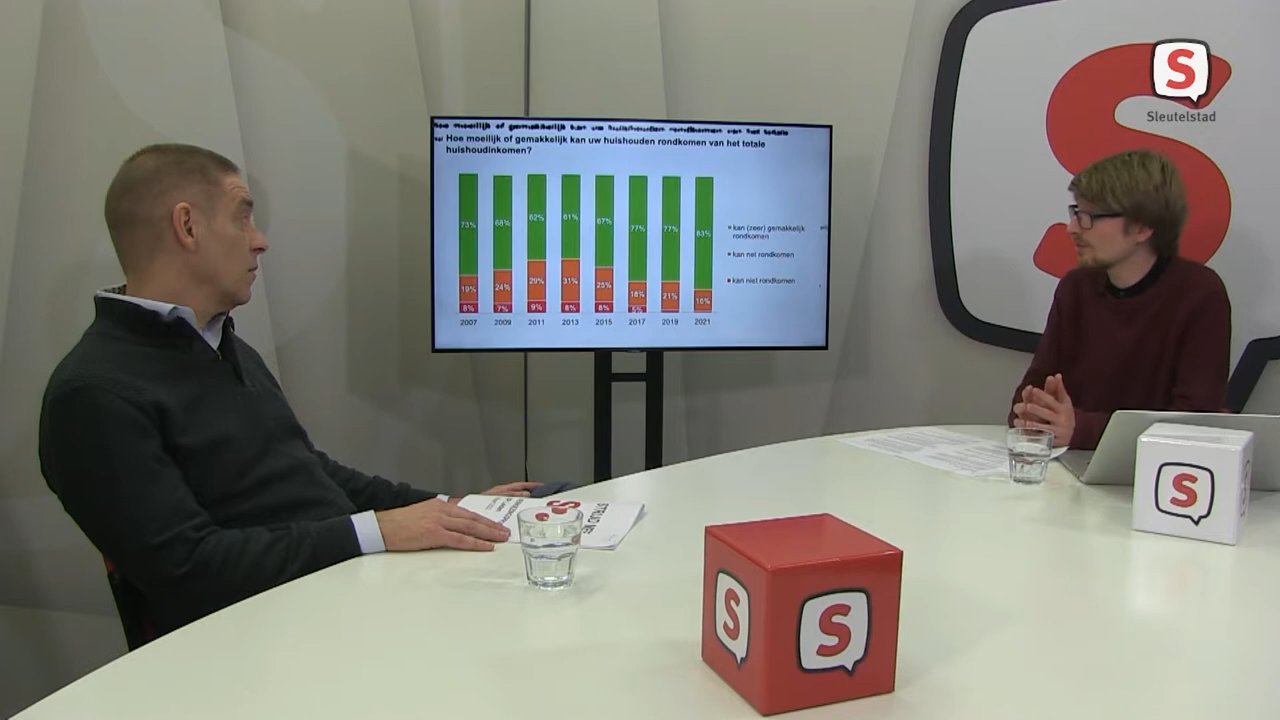 S
Sleutelstad
Hoe moeilijk of gemakkelijk kan uw huishouden rondkomen van het totale
huishoudinkomen?
73% 68% 62% 61% 67% 77% 77% 83%
kan (zeer) gemakkelijk
rondkomen
kan net rondkomen
kan niet rondkomen
19% 24% 29% 31% 25% 18% 21% 16%
8% 7% 9% 8% 8% 5%
2007 2009 2011 2013 2015 2017 2019 2021
S
S
S
S